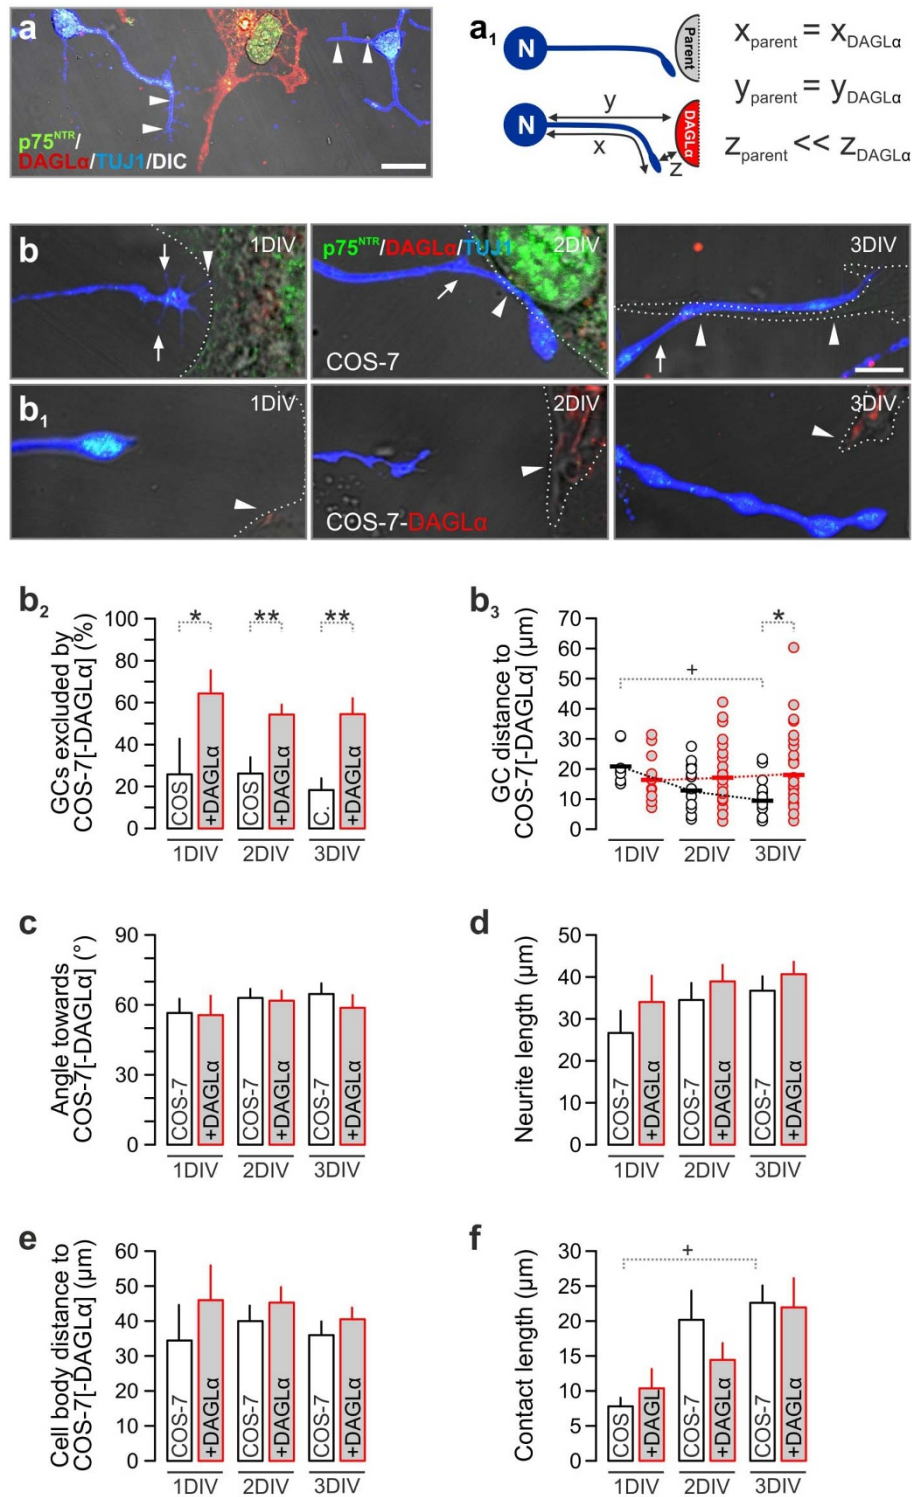 a
p75NTR/
DAGLα/TUJ1/DIC
a1
N
Parent
N
y
x
z
DAGLα
xparent = xDAGLα
yparent = yDAGLα
zparent << zDAGLα
b
1DIV
p75NTR/DAGLα/TUJ1
2DIV
COS-7
3DIV
b1
1DIV
2DIV
COS-7-DAGLα
3DIV
b2
GCs excluded by
COS-7[-DAGLα] (%)
100
80
60
40
20
0
*
**
**
COS
+DAGLα
COS
+DAGLα
C.
+DAGLα
1DIV
2DIV
3DIV
b3
GC distance to
COS-7[-DAGLα] (µm)
70
60
50
40
30
20
10
0
+
*
1DIV
2DIV
3DIV
c
Angle towards
COS-7[-DAGLα] (°)
90
60
30
0
COS-7
+DAGLα
COS-7
+DAGLα
COS-7
+DAGLα
1DIV
2DIV
3DIV
d
Neurite length (µm)
50
40
30
20
10
0
COS-7
+DAGLα
COS-7
+DAGLα
COS-7
+DAGLα
1DIV
2DIV
3DIV
e
Cell body distance to
COS-7[-DAGLα] (µm)
60
50
40
30
20
10
0
COS-7
+DAGLα
COS-7
+DAGLα
COS-7
+DAGLα
1DIV
2DIV
3DIV
f
Contact length (µm)
30
25
20
15
10
5
0
+
COS
+DAGL
COS-7
+DAGLα
COS-7
+DAGLα
1DIV
2DIV
3DIV